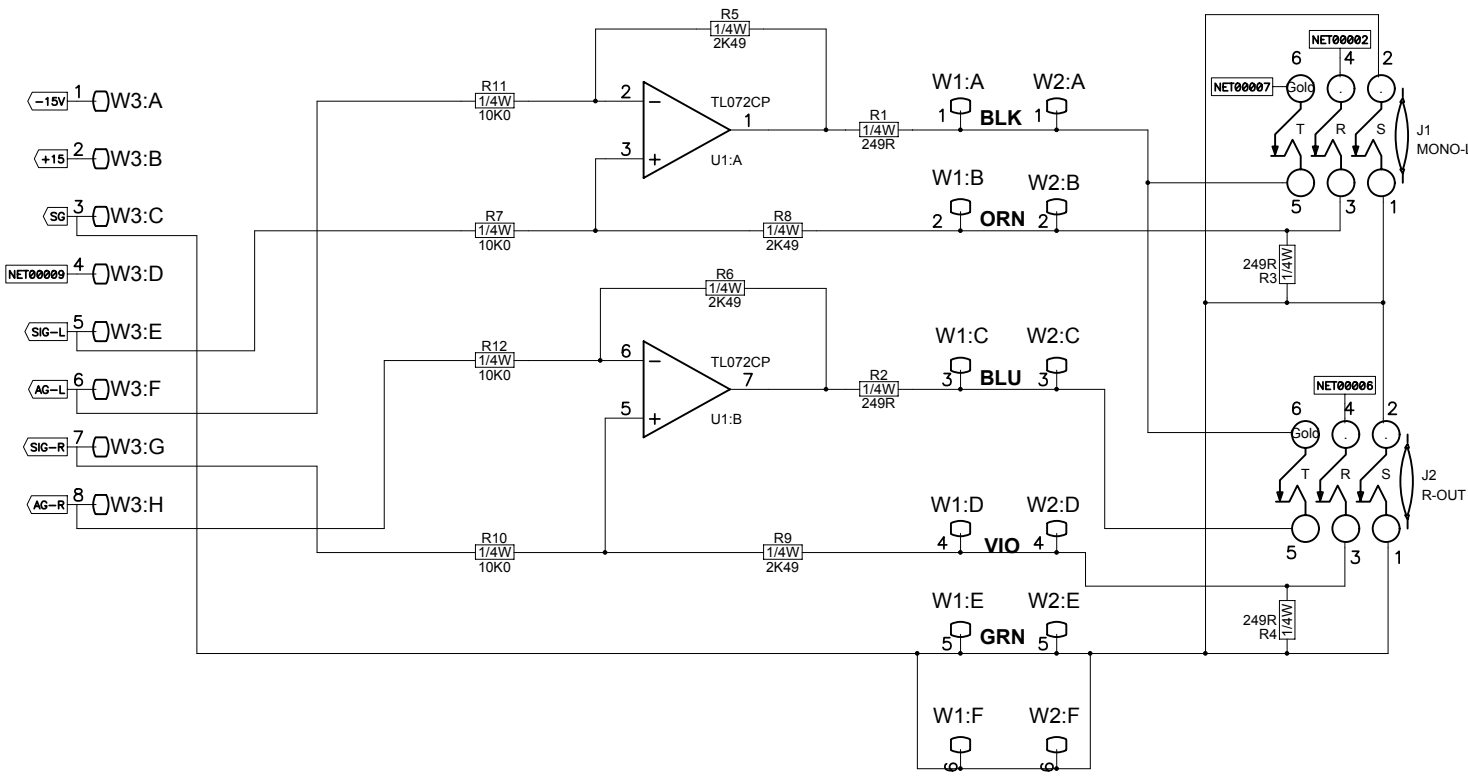 -15V 1 W3:A
+15 2 W3:B
SG 3 W3:C
NET00009 4 W3:D
SIG-L 5 W3:E
AG-L 6 W3:F
SIG-R 7 W3:G
AG-R 8 W3:H
R5
1/4W
2K49
R11
1/4W
10K0
2
3
TL072CP
1
U1:A
R1
1/4W
249R
R7
1/4W
10K0
R8
1/4W
2K49
W1:A W2:A
1 BLK 1
W1:B W2:B
2 ORN 2
R6
1/4W
2K49
R12
1/4W
10K0
6
5
TL072CP
7
U1:B
R2
1/4W
249R
W1:C W2:C
3 BLU 3
R10
1/4W
10K0
R9
1/4W
2K49
W1:D W2:D
4 VIO 4
W1:E W2:E
5 GRN 5
W1:F W2:F
6 6
NET00002
6 4 2
NET00007
Gold . .
T R S
J1
MONO-L
5 3 1
249R
R3
1/4W
NET00006
6 4 2
Gold . .
T R S
J2
R-OUT
5 3 1
249R
R4
1/4W